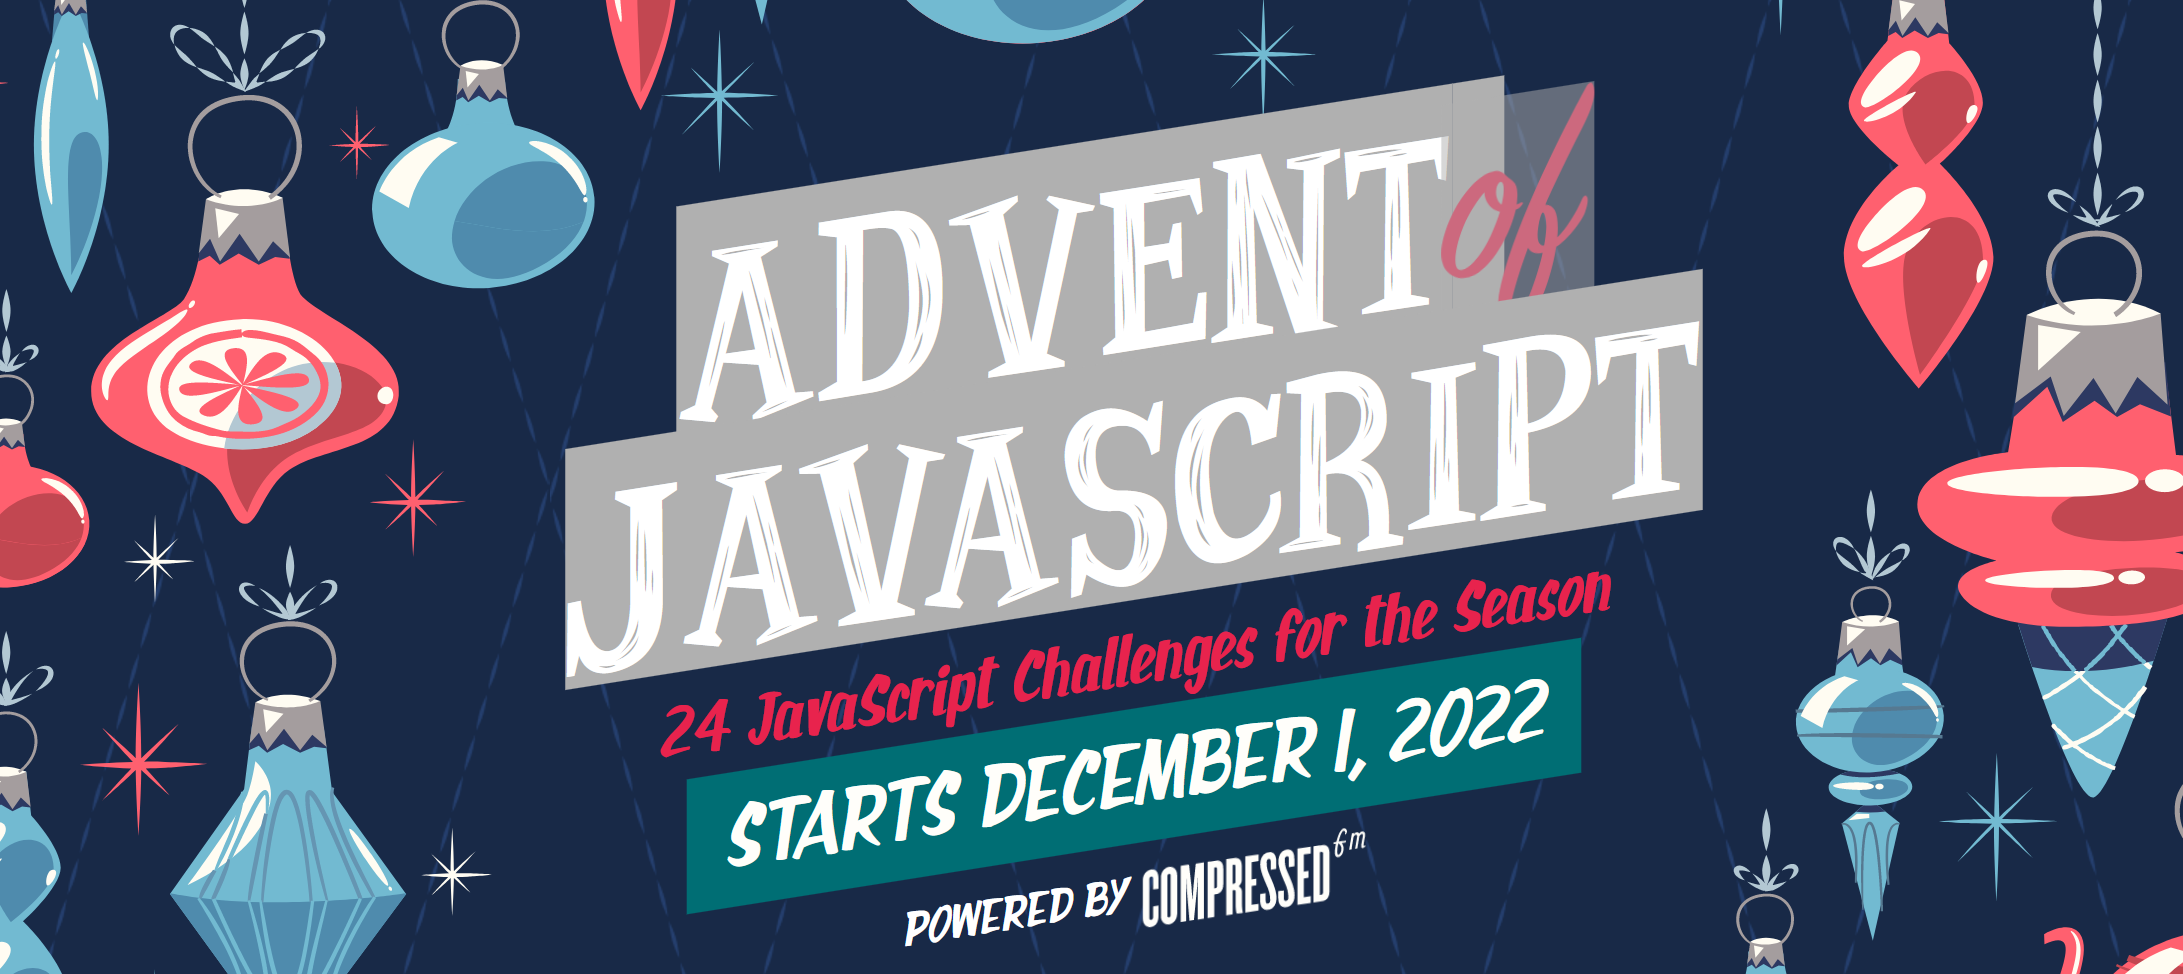 ADVENT of
JAVASCRIPT
24 JavaScript Challenges for the Season
STARTS DECEMBER 1, 2022
POWERED BY COMPRESSED fm